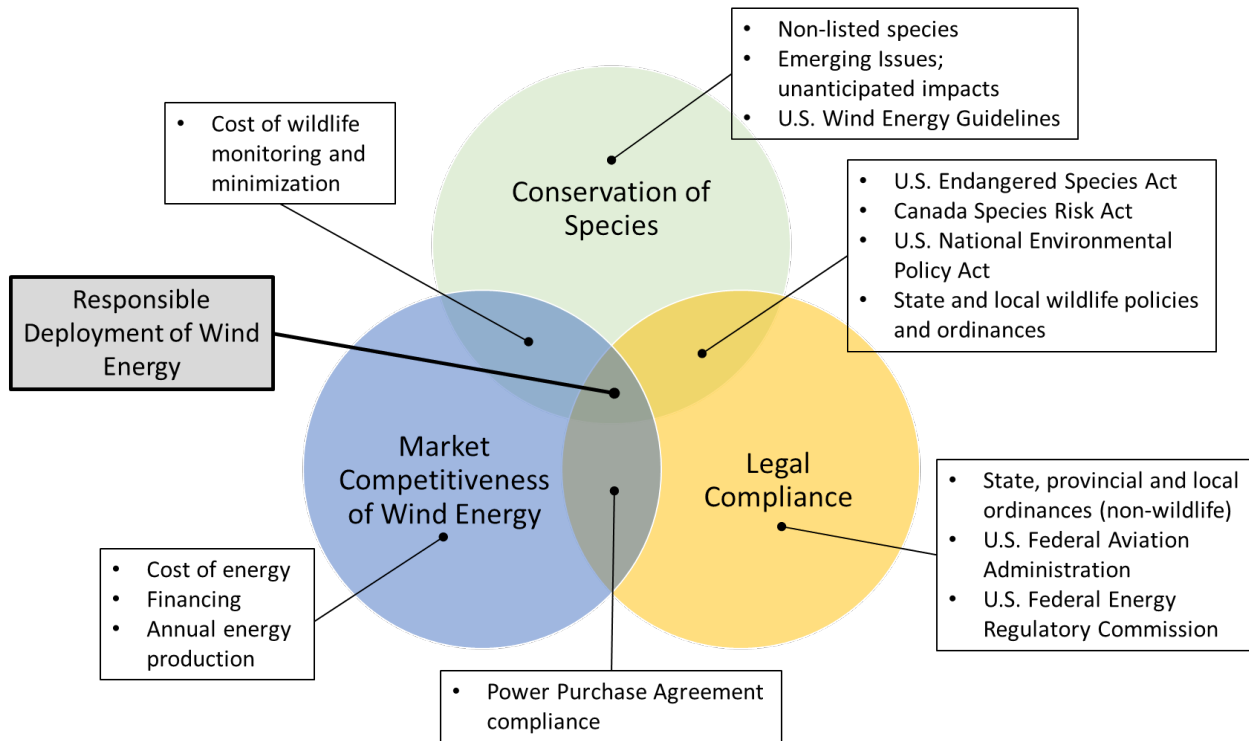 • Non-listed species
• Emerging Issues;
unanticipated impacts
• U.S. Wind Energy Guidelines
• Cost of wildlife
monitoring and
minimization
Conservation of
Species
• U.S. Endangered Species Act
• Canada Species Risk Act
• U.S. National Environmental
Policy Act
• State and local wildlife policies
and ordinances
Responsible
Deployment of Wind
Energy
Market
Competitiveness
of Wind Energy
Legal
Compliance
• State, provincial and local
ordinances (non-wildlife)
• U.S. Federal Aviation
Administration
• U.S. Federal Energy
Regulatory Commission
• Cost of energy
• Financing
• Annual energy
production
• Power Purchase Agreement
compliance